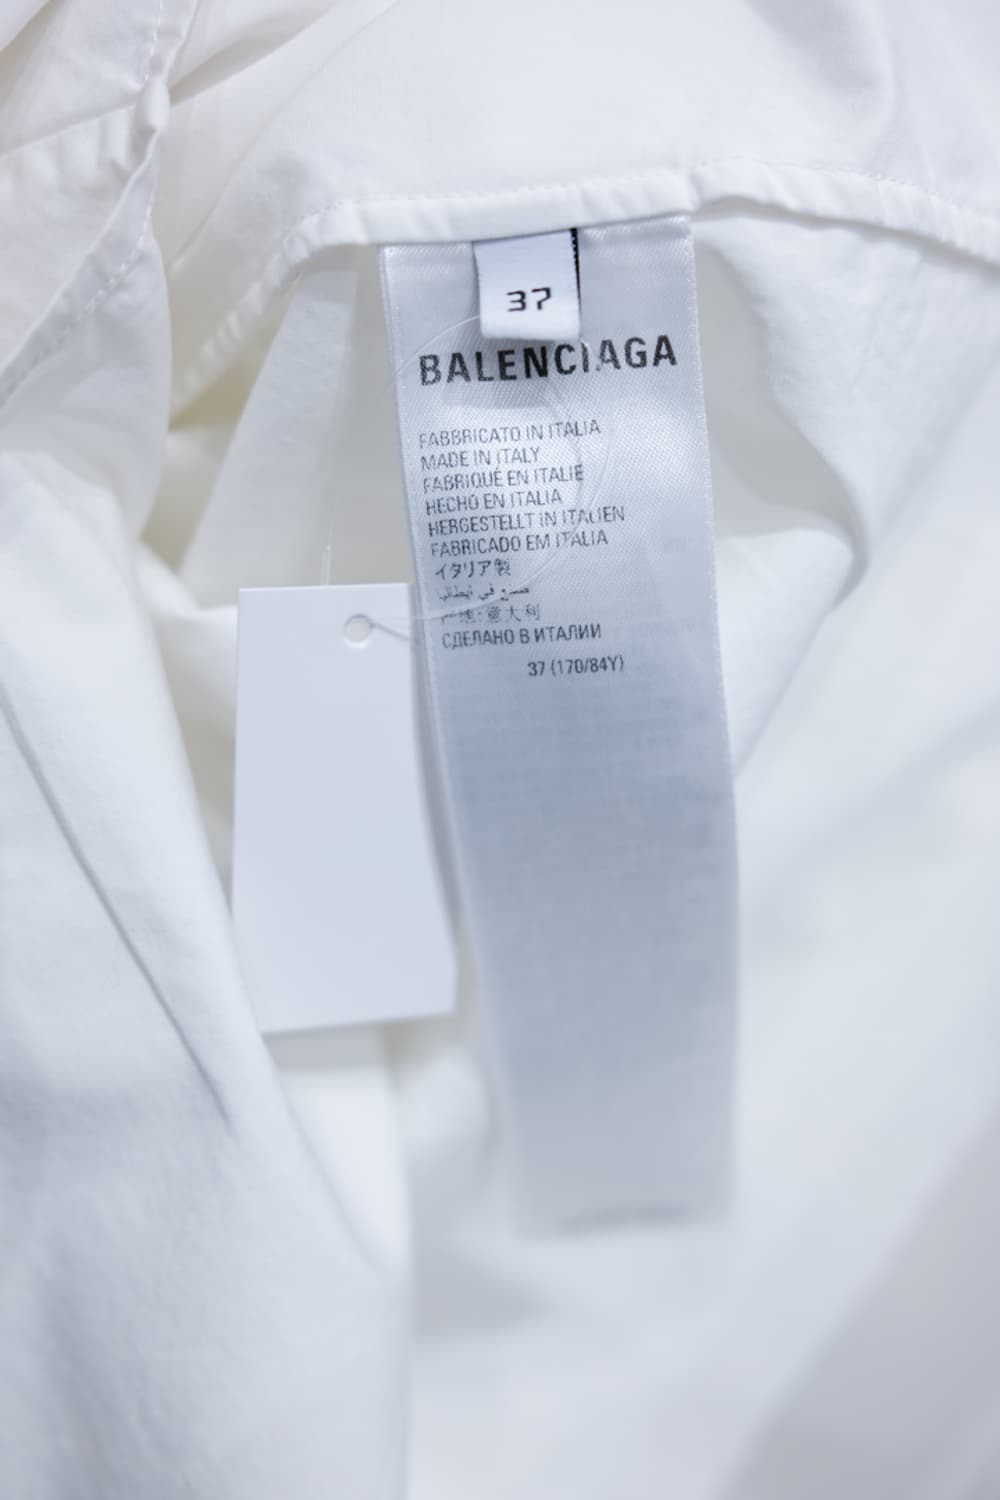 37
BALENCIAGA
FABBRICATO IN ITALIA
MADE IN ITALY
FABRIQUÉ EN ITALIE
HECHO EN ITALIA
HERGESTELLT IN ITALIEN
FABRICADO EM ITALIA
イタリア製
صنع في إيطاليا
产地:意大利
СДЕЛАНО В ИТАЛИИ
37 (170/84Y)